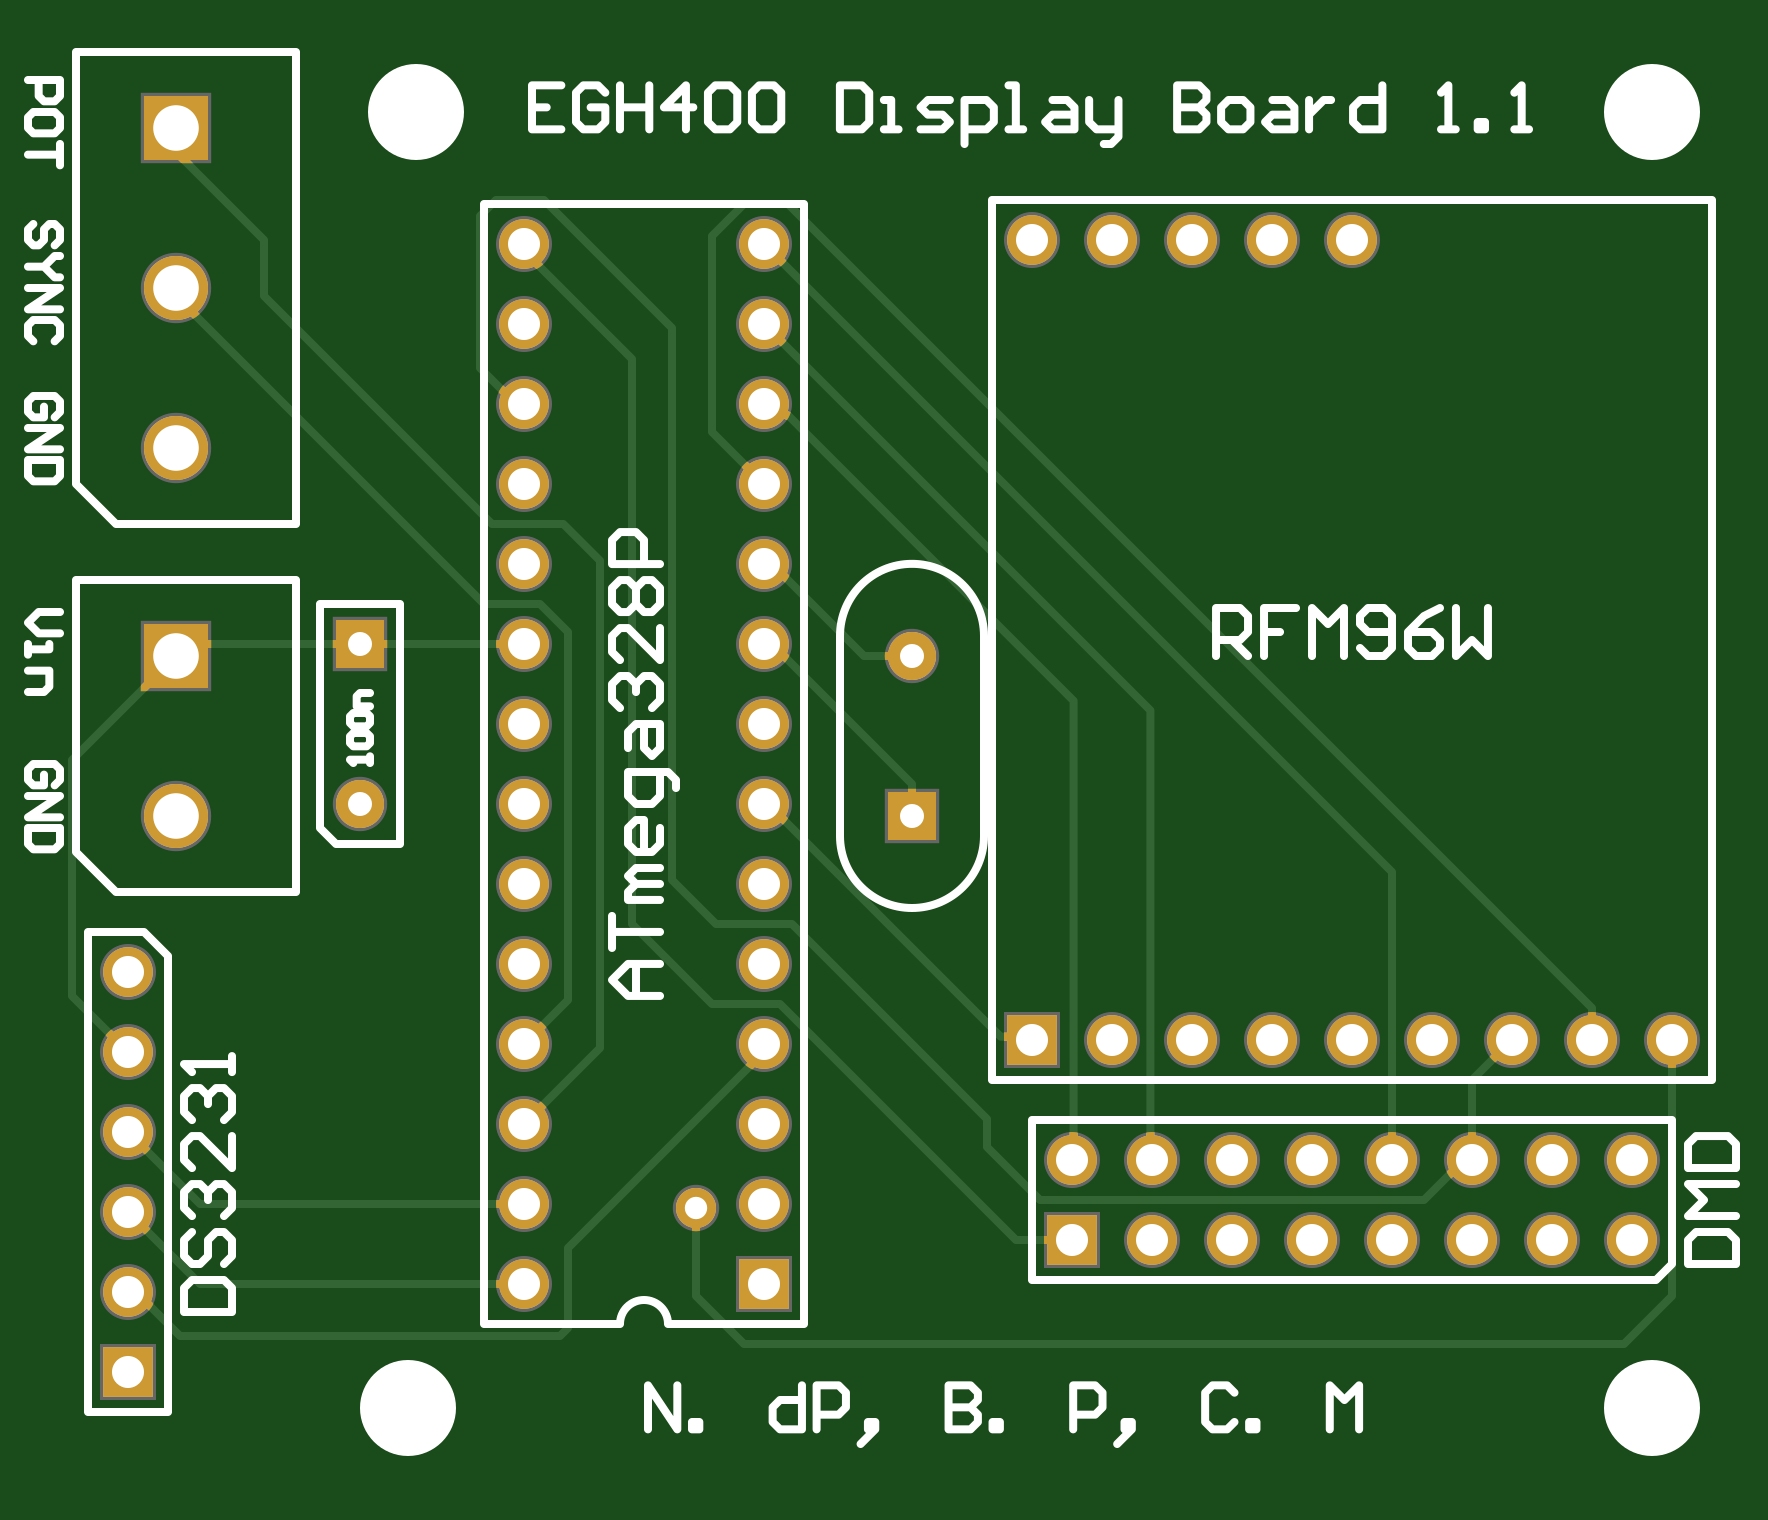 EGH400 Display Board 1.1
POT
SYNC
GND
Vin
GND
100n
ATmega328P
RFM96W
DS3231
DMD
N. dP, B. P, C. M